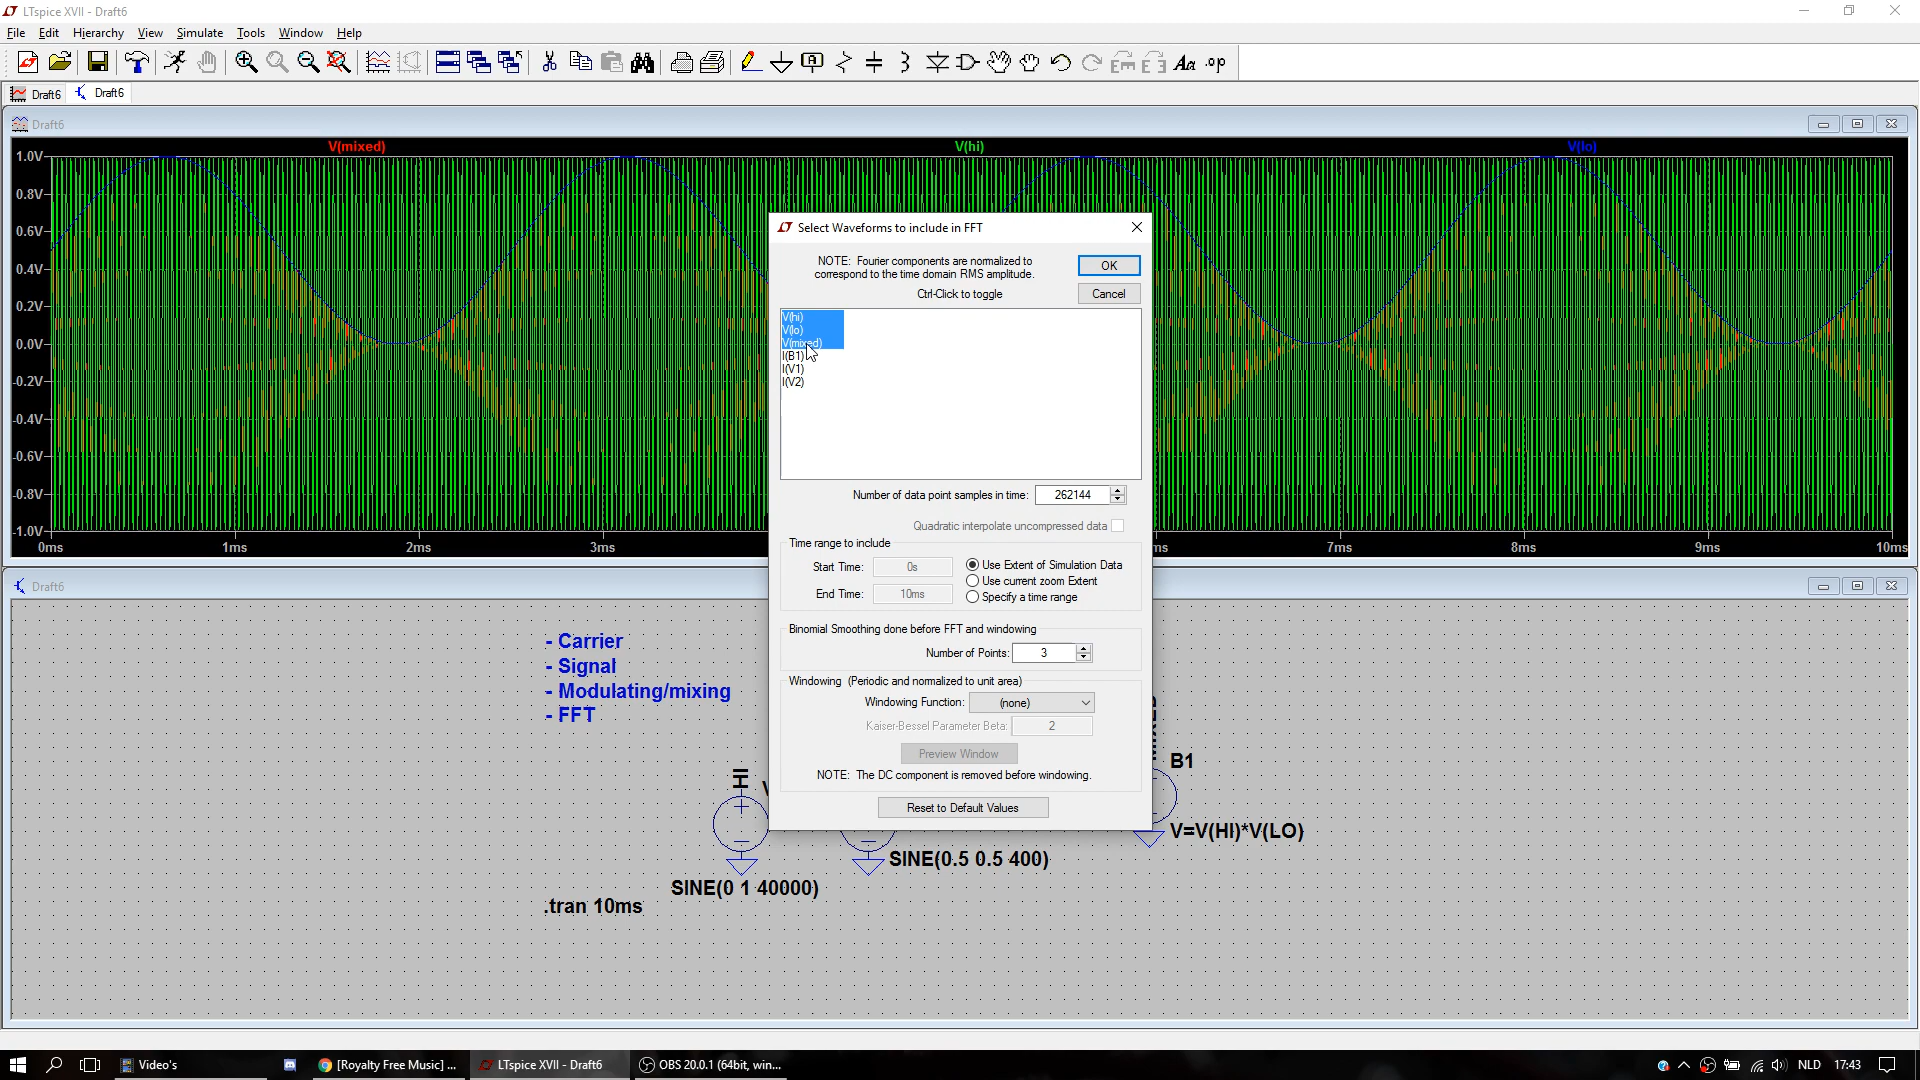 LTspice XVII - Draft6
File Edit Hierarchy View Simulate Tools Window Help
Aa .op
Draft6 Draft6
Draft6
V(mixed) V(hi) V(lo)
1.0V
0.8V
0.6V
0.4V
0.2V
0.0V
-0.2V
-0.4V
-0.6V
-0.8V
-1.0V
0ms 1ms 2ms 3ms 7ms 8ms 9ms 10ms
Select Waveforms to include in FFT
NOTE: Fourier components are normalized to
correspond to the time domain RMS amplitude.
Ctrl-Click to toggle
OK
Cancel
V(hi)
V(lo)
V(mixed)
I(B1)
I(V1)
I(V2)
Number of data point samples in time: 262144
Quadratic interpolate uncompressed data
Time range to include
Start Time: 0s
End Time: 10ms
Use Extent of Simulation Data
Use current zoom Extent
Specify a time range
Binomial Smoothing done before FFT and windowing
Number of Points: 3
Windowing (Periodic and normalized to unit area)
Windowing Function: (none)
Kaiser-Bessel Parameter Beta: 2
Preview Window
NOTE: The DC component is removed before windowing.
Reset to Default Values
Draft6
- Carrier
- Signal
- Modulating/mixing
- FFT
HI
B1
V=V(HI)*V(LO)
SINE(0.5 0.5 400)
SINE(0 1 40000)
.tran 10ms
Video's
[Royalty Free Music] ...
LTspice XVII - Draft6
OBS 20.0.1 (64bit, win...
NLD 17:43